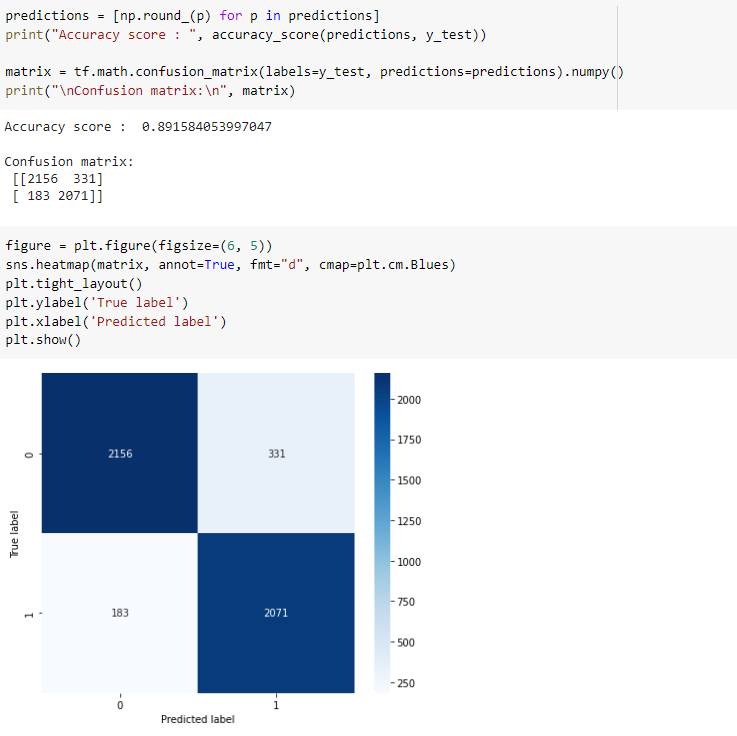 predictions = [np.round_(p) for p in predictions]
print("Accuracy score : ", accuracy_score(predictions, y_test))
matrix = tf.math.confusion_matrix(labels=y_test, predictions=predictions).numpy()
print("\nConfusion matrix:\n", matrix)
Accuracy score :  0.891584053997047
Confusion matrix:
 [[2156  331]
 [ 183 2071]]
figure = plt.figure(figsize=(6, 5))
sns.heatmap(matrix, annot=True, fmt="d", cmap=plt.cm.Blues)
plt.tight_layout()
plt.ylabel('True label')
plt.xlabel('Predicted label')
plt.show()
2156 331
183 2071
0
1
True label
0 1
Predicted label
2000
1750
1500
1250
1000
750
500
250